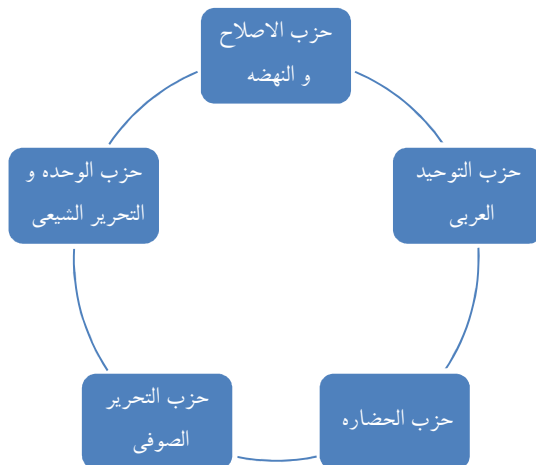 حزب الاصلاح
و النهضه
حزب التوحيد
العربى
حزب الحضاره
حزب التحرير
الصوفى
حزب الوحده و
التحرير الشيعى